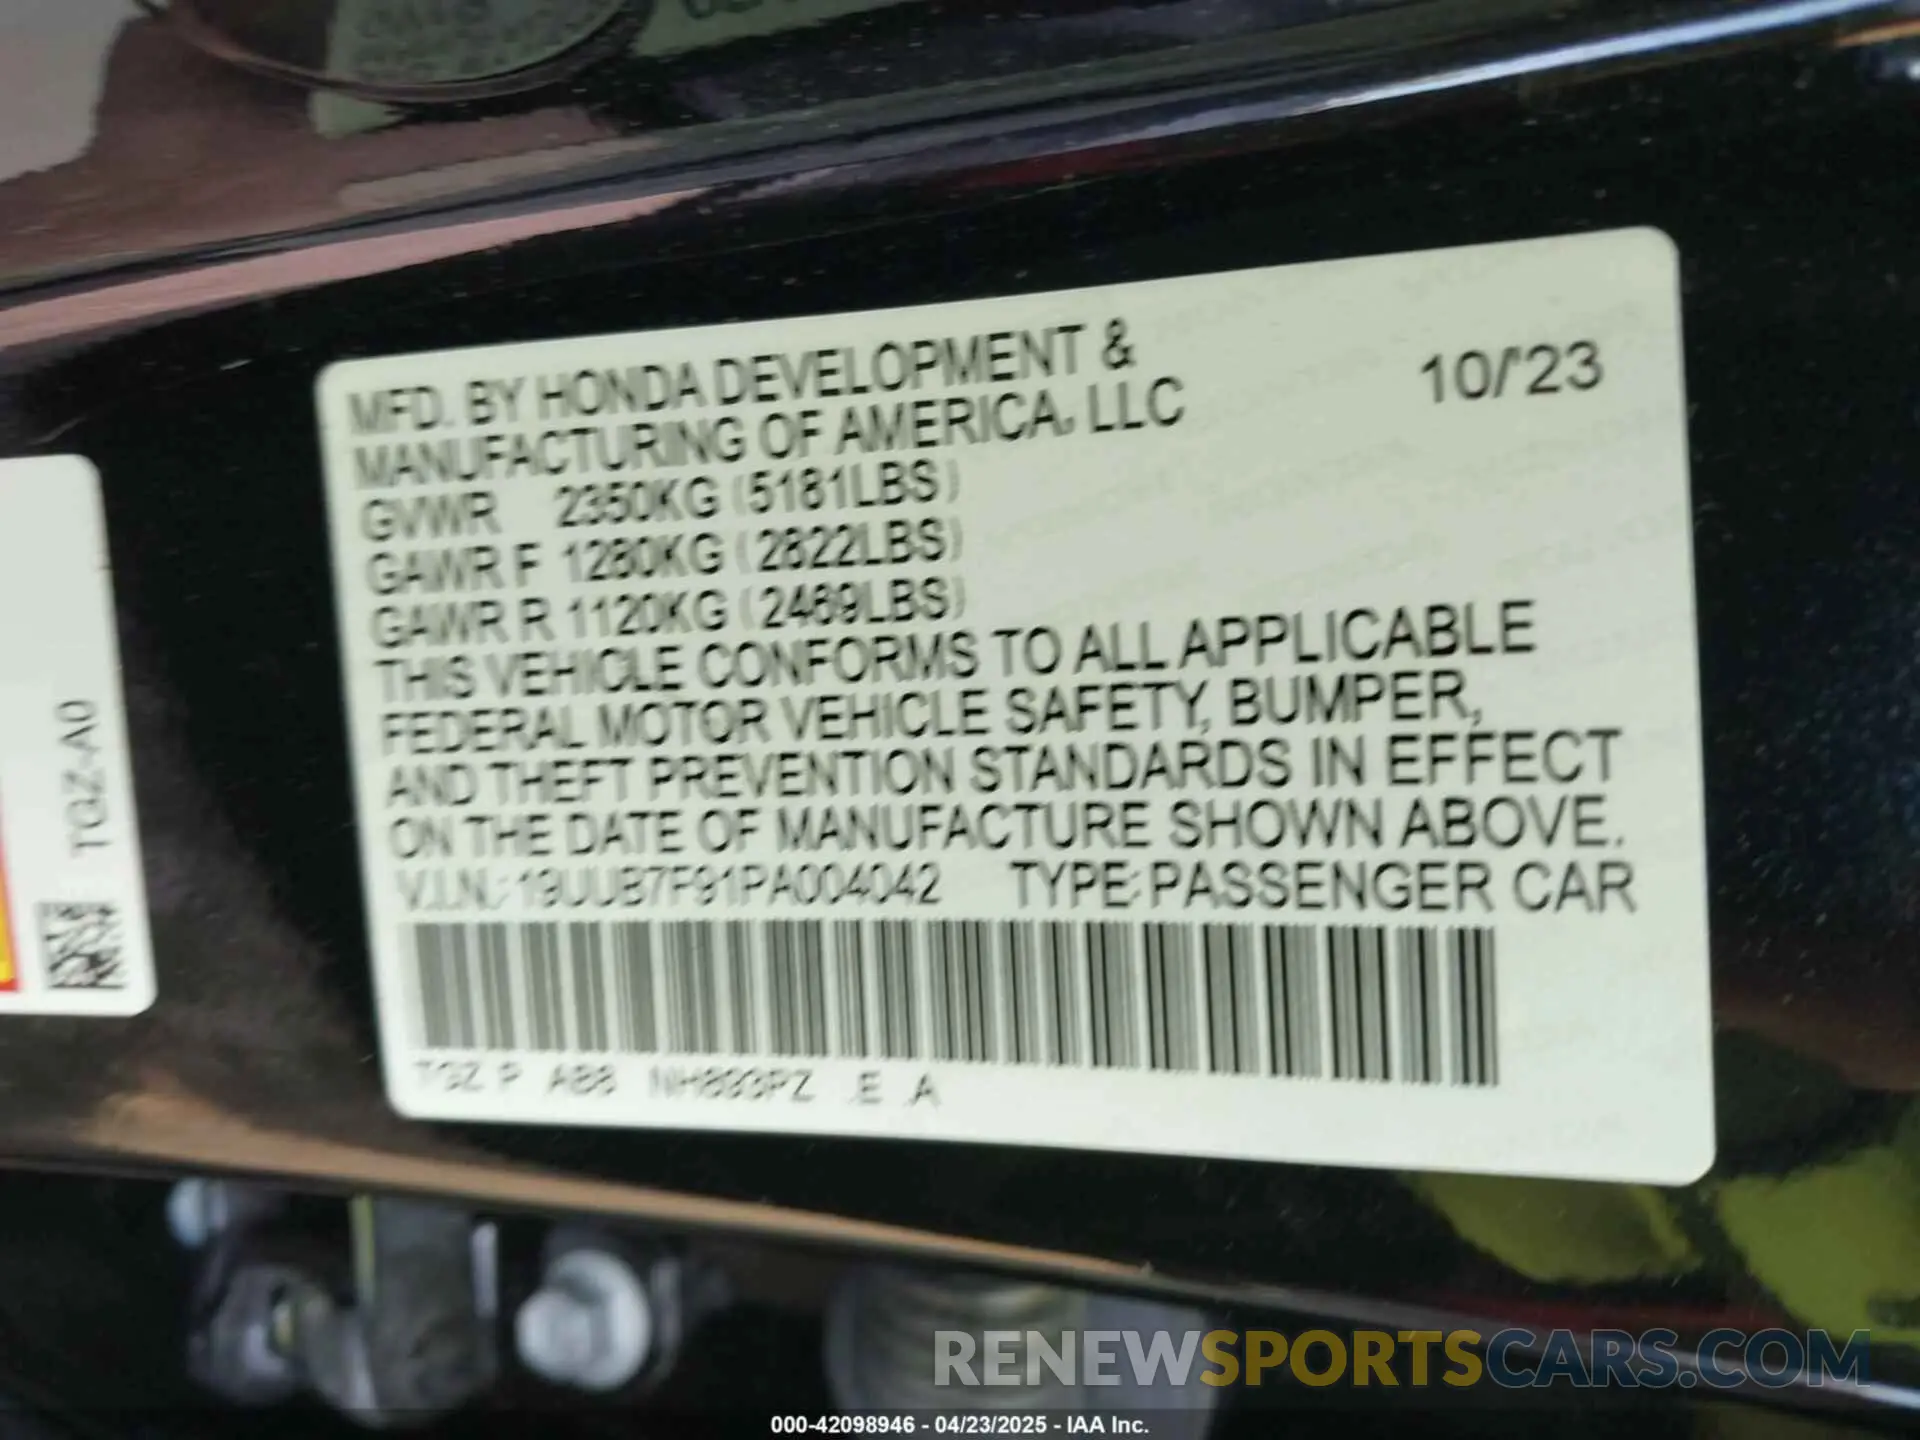 MFD. BY HONDA DEVELOPMENT & 10/'23
MANUFACTURING OF AMERICA, LLC
GVWR 2350KG (5181LBS)
GAWR F 1280KG (2822LBS)
GAWR R 1120KG (2469LBS)
THIS VEHICLE CONFORMS TO ALL APPLICABLE
FEDERAL MOTOR VEHICLE SAFETY, BUMPER,
AND THEFT PREVENTION STANDARDS IN EFFECT
ON THE DATE OF MANUFACTURE SHOWN ABOVE.
V.I.N.: 19UUB7F91PA004042 TYPE:PASSENGER CAR
TGZ P AB8 NH893PZ .E .A
TGZ-A0
RENEWSPORTSCARS.COM
000-42098946 - 04/23/2025 - IAA Inc.